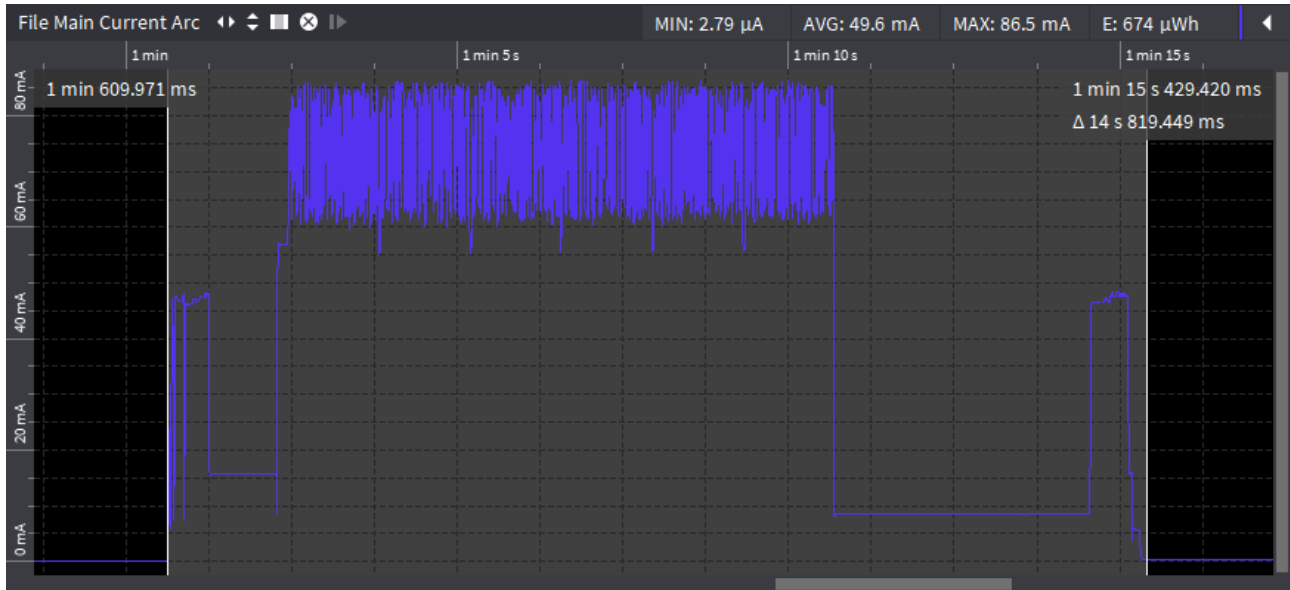 File Main Current Arc MIN: 2.79 µA AVG: 49.6 mA MAX: 86.5 mA E: 674 µWh
1 min 1 min 5 s 1 min 10 s 1 min 15 s
1 min 609.971 ms
1 min 15 s 429.420 ms
Δ 14 s 819.449 ms
80 mA
60 mA
40 mA
20 mA
0 mA